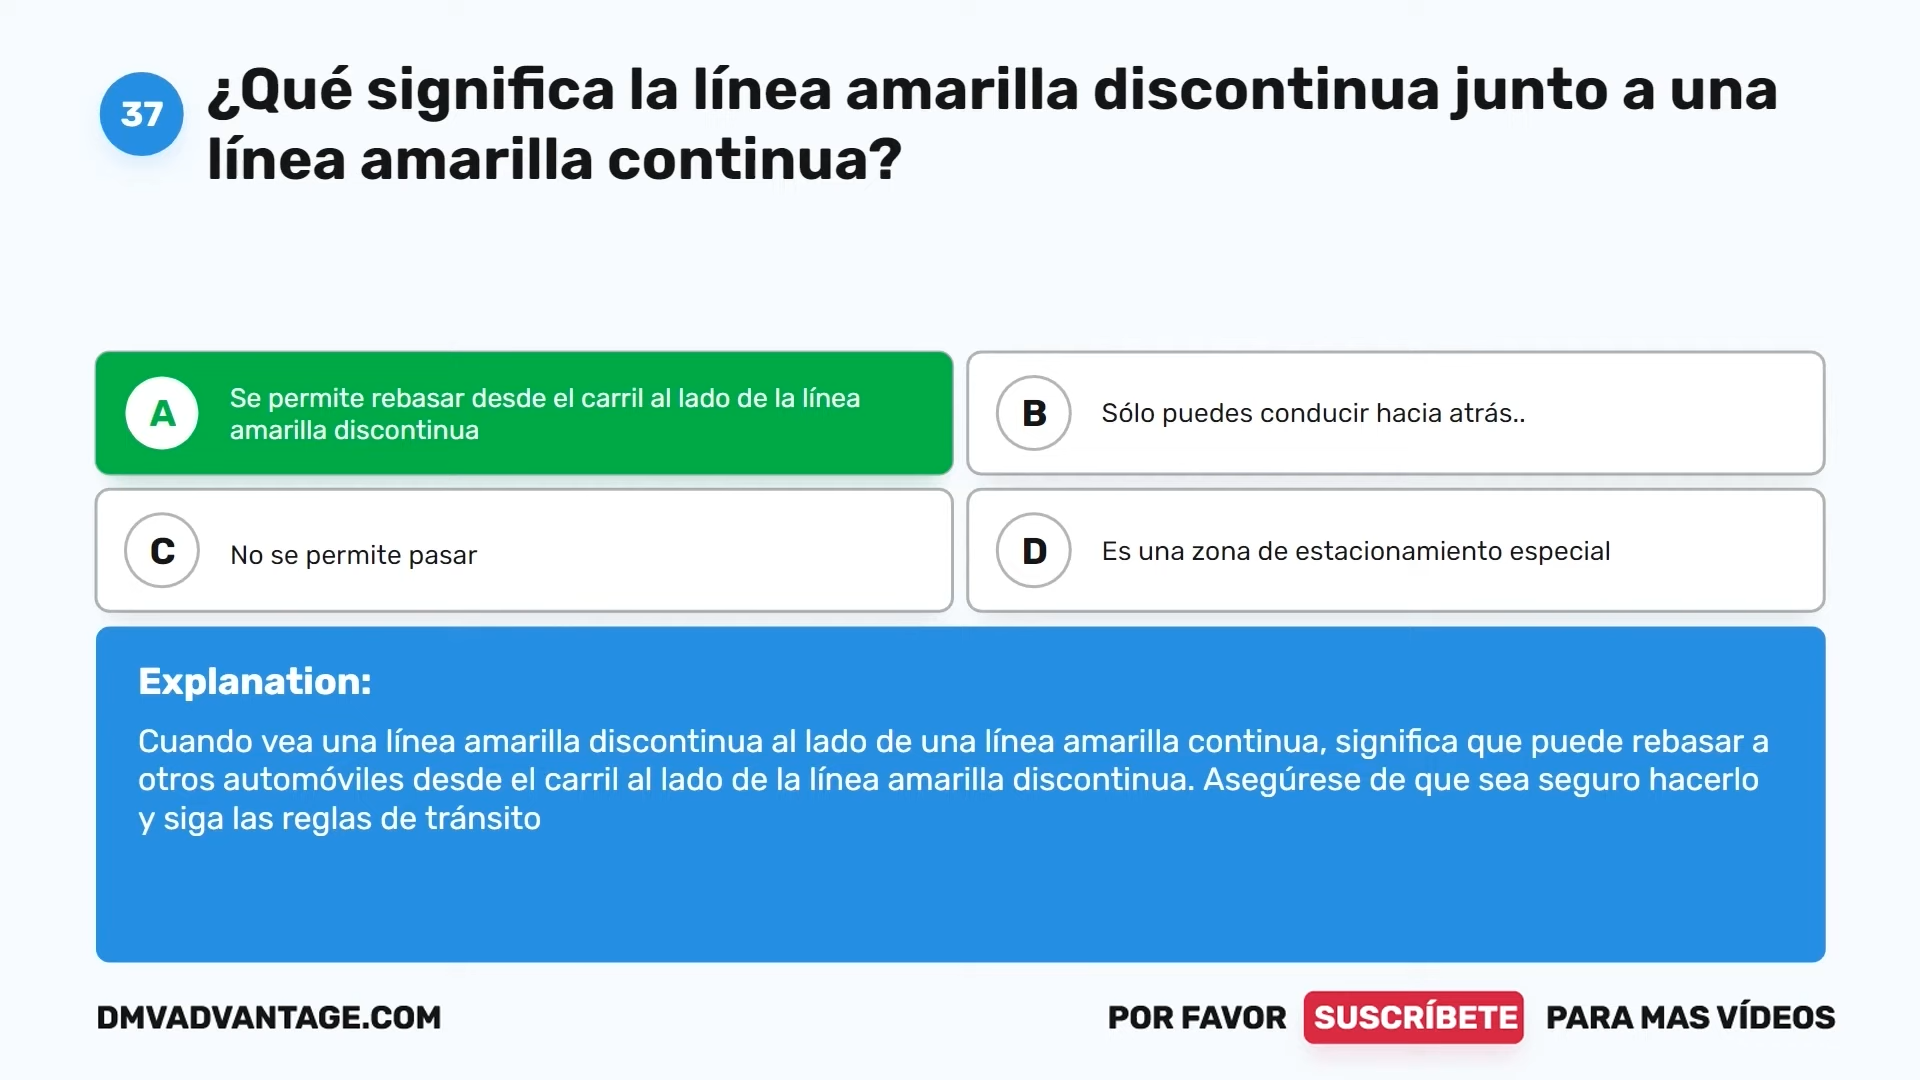 37
¿Qué significa la línea amarilla discontinua junto a una
línea amarilla continua?
A
Se permite rebasar desde el carril al lado de la línea
amarilla discontinua
B
Sólo puedes conducir hacia atrás..
C
No se permite pasar
D
Es una zona de estacionamiento especial
Explanation:
Cuando vea una línea amarilla discontinua al lado de una línea amarilla continua, significa que puede rebasar a
otros automóviles desde el carril al lado de la línea amarilla discontinua. Asegúrese de que sea seguro hacerlo
y siga las reglas de tránsito
DMVADVANTAGE.COM
POR FAVOR SUSCRÍBETE PARA MAS VÍDEOS